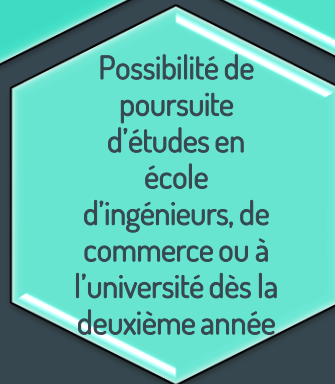 Possibilité de
poursuite
d'études en
école
d'ingénieurs, de
commerce ou à
l'université dès la
deuxième année